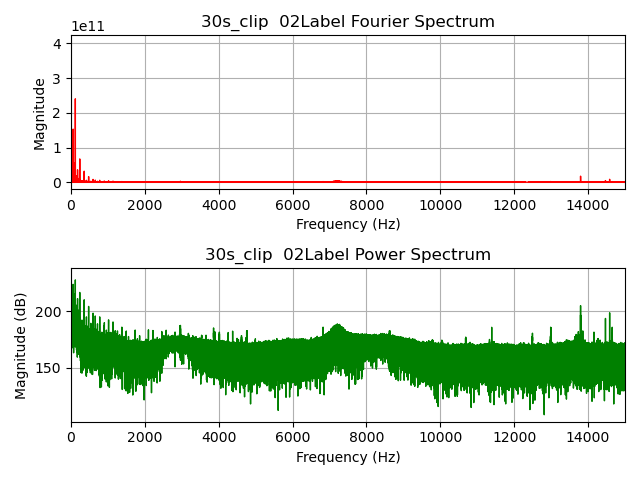 30s_clip  02Label Fourier Spectrum
1e11
4
3
2
1
0
Magnitude
0 2000 4000 6000 8000 10000 12000 14000
Frequency (Hz)
30s_clip  02Label Power Spectrum
200
150
Magnitude (dB)
0 2000 4000 6000 8000 10000 12000 14000
Frequency (Hz)